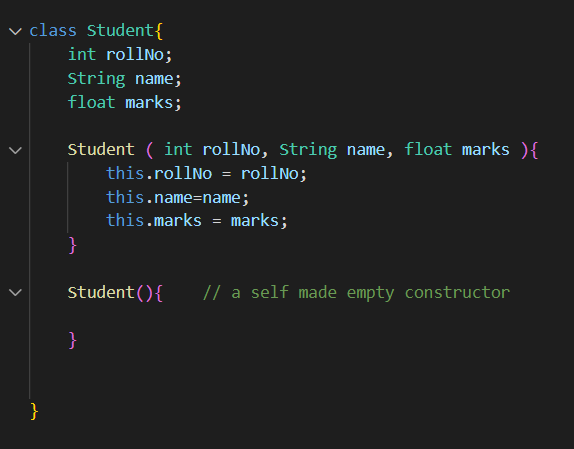 class Student{
    int rollNo;
    String name;
    float marks;
    Student ( int rollNo, String name, float marks ){
        this.rollNo = rollNo;
        this.name=name;
        this.marks = marks;
    }
    Student(){    // a self made empty constructor
    }
}